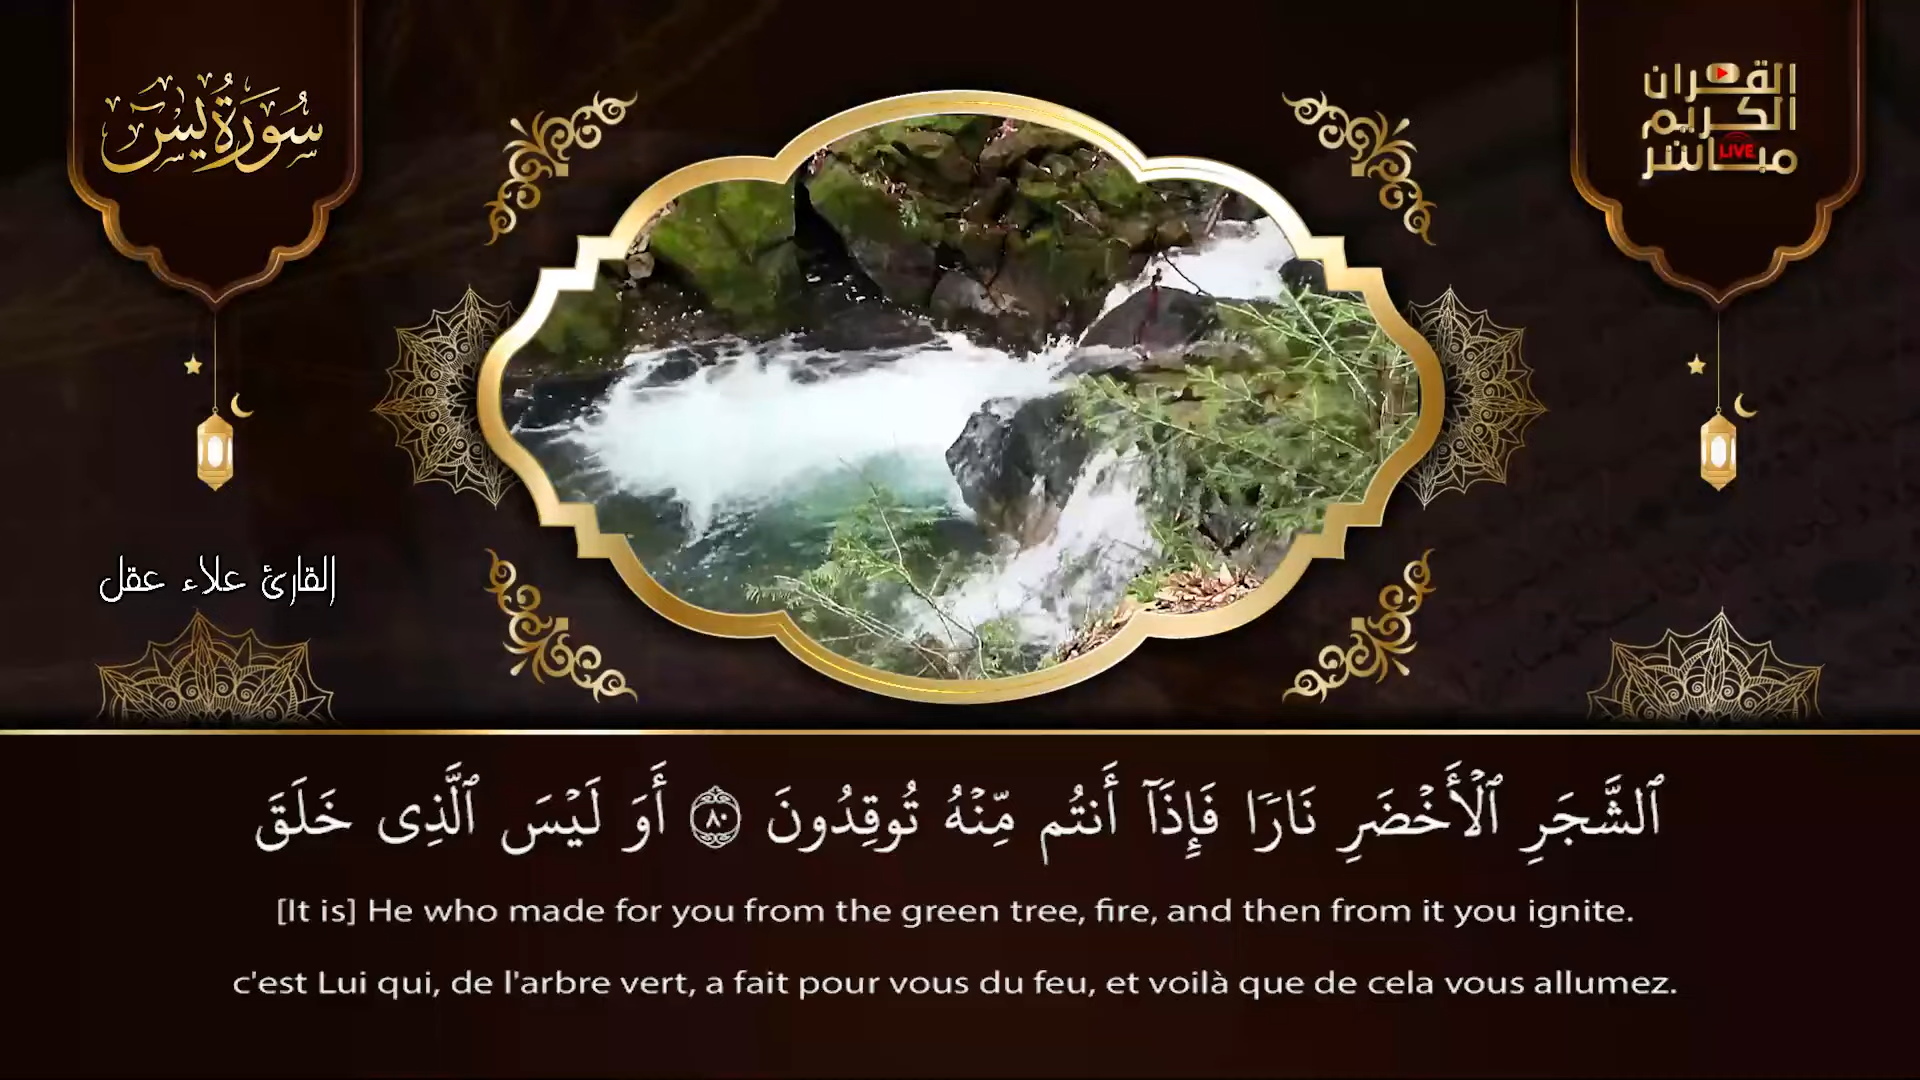 سُورَةُ يسٓ
القرآن
الكريم
مباشر
LIVE
القارئ علاء عقل
ٱلشَّجَرِ ٱلْأَخْضَرِ نَارًا فَإِذَآ أَنتُم مِّنْهُ تُوقِدُونَ ٨٠ أَوَ لَيْسَ ٱلَّذِى خَلَقَ
[It is] He who made for you from the green tree, fire, and then from it you ignite.
c'est Lui qui, de l'arbre vert, a fait pour vous du feu, et voilà que de cela vous allumez.